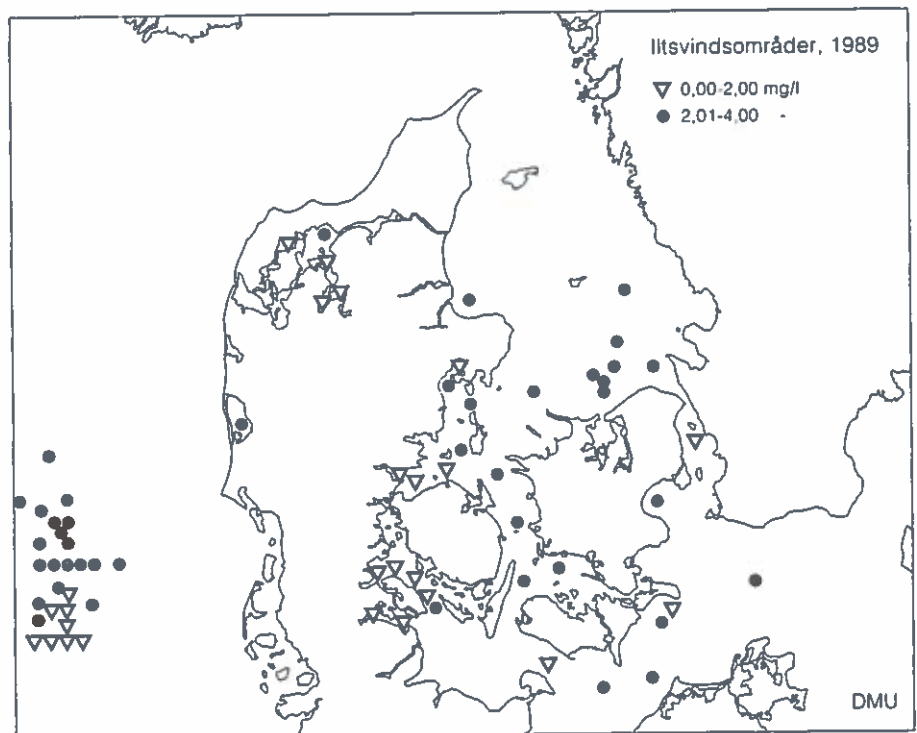 Iltsvindsområder, 1989
▽ 0,00-2,00 mg/l
● 2,01-4,00 -
DMU